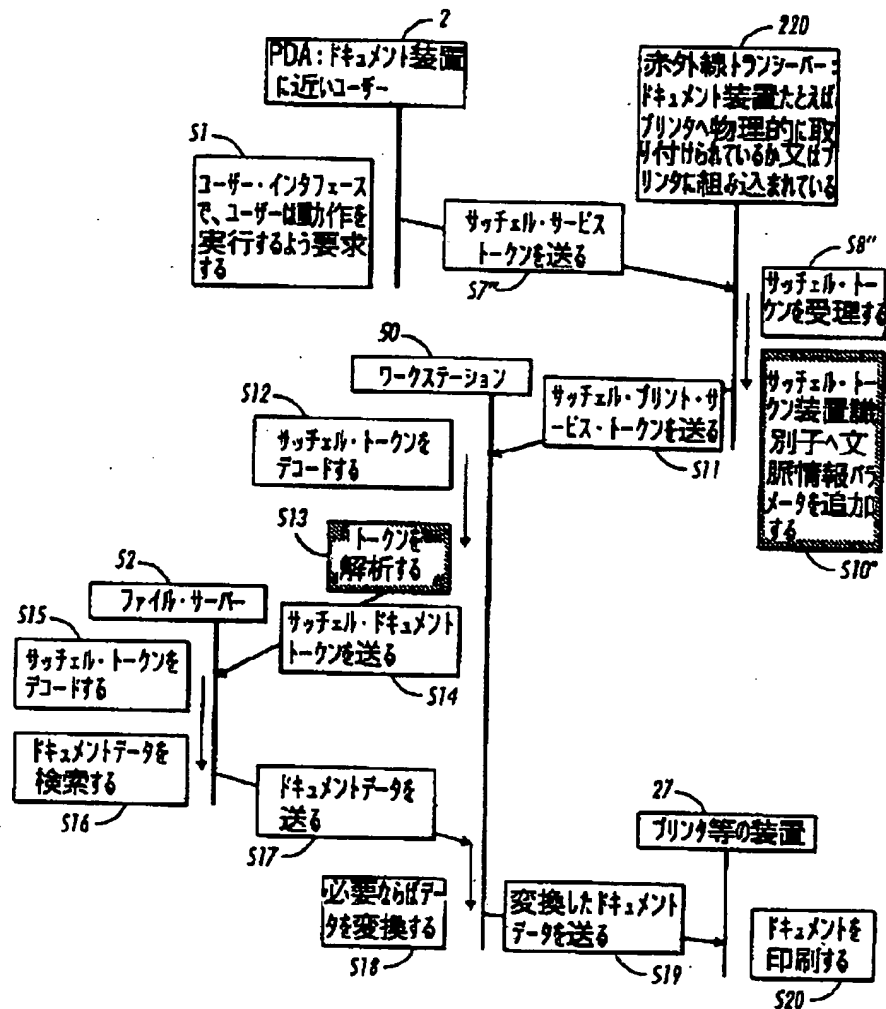 2
PDA:ドキュメント装置
に近いユーザー
220
赤外線トランシーバー:
ドキュメント装置たとえば
プリンタへ物理的に取
り付けられているか又はプ
リンタに組み込まれている
S1
ユーザー・インタフェース
で、ユーザーは動力作を
実行するよう要求
する
サッチェル・サービス
トークンを送る
S7"
S8"
サッチェル・トー
クンを受理する
50
ワークステーション
サッチェル・プリント・サ
ービス・トークンを送る
S11
サッチェル・トー
クン装置識
別子へ文
脈情報パラ
メータを追加
する
S10"
S12
サッチェル・トークンを
デコードする
S13
トークンを
解析する
52
ファイル・サーバー
サッチェル・ドキュメント
トークンを送る
S14
S15
サッチェル・トークンを
デコードする
ドキュメントデータを
検索する
S16
ドキュメントデータを
送る
S17
27
プリンタ等の装置
必要ならばデー
タを変換する
S18
変換したドキュメント
データを送る
S19
ドキュメントを
印刷する
S20